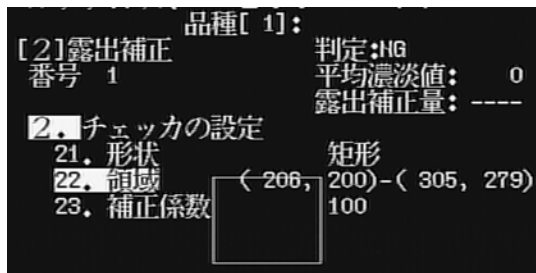 品種[ 1]:
[2]露出補正 判定:NG
番号 1 平均濃淡値: 0
露出補正量: ----
2. チェッカの設定
21. 形状 矩形
22. 領域 ( 206, 200)-( 305, 279)
23. 補正係数 100